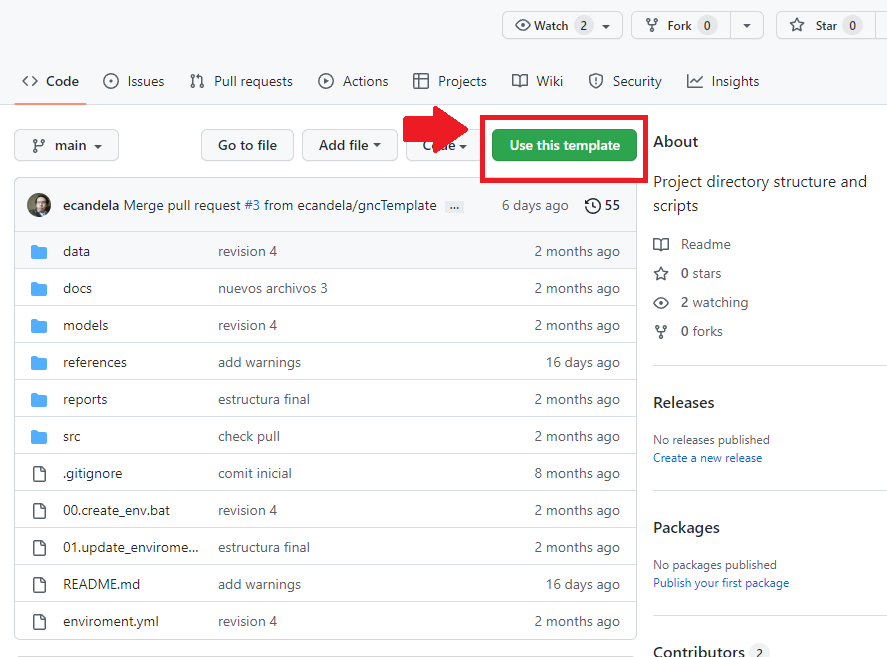 Watch 2 Fork 0 Star 0
Code Issues Pull requests Actions Projects Wiki Security Insights
main Go to file Add file Code Use this template
ecandela Merge pull request #3 from ecandela/gncTemplate ... 6 days ago 55
data revision 4 2 months ago
docs nuevos archivos 3 2 months ago
models revision 4 2 months ago
references add warnings 16 days ago
reports estructura final 2 months ago
src check pull 2 months ago
.gitignore comit inicial 8 months ago
00.create_env.bat revision 4 2 months ago
01.update_envirome... estructura final 2 months ago
README.md add warnings 16 days ago
enviroment.yml revision 4 2 months ago
About
Project directory structure and
scripts
Readme
0 stars
2 watching
0 forks
Releases
No releases published
Create a new release
Packages
No packages published
Publish your first package
Contributors 2